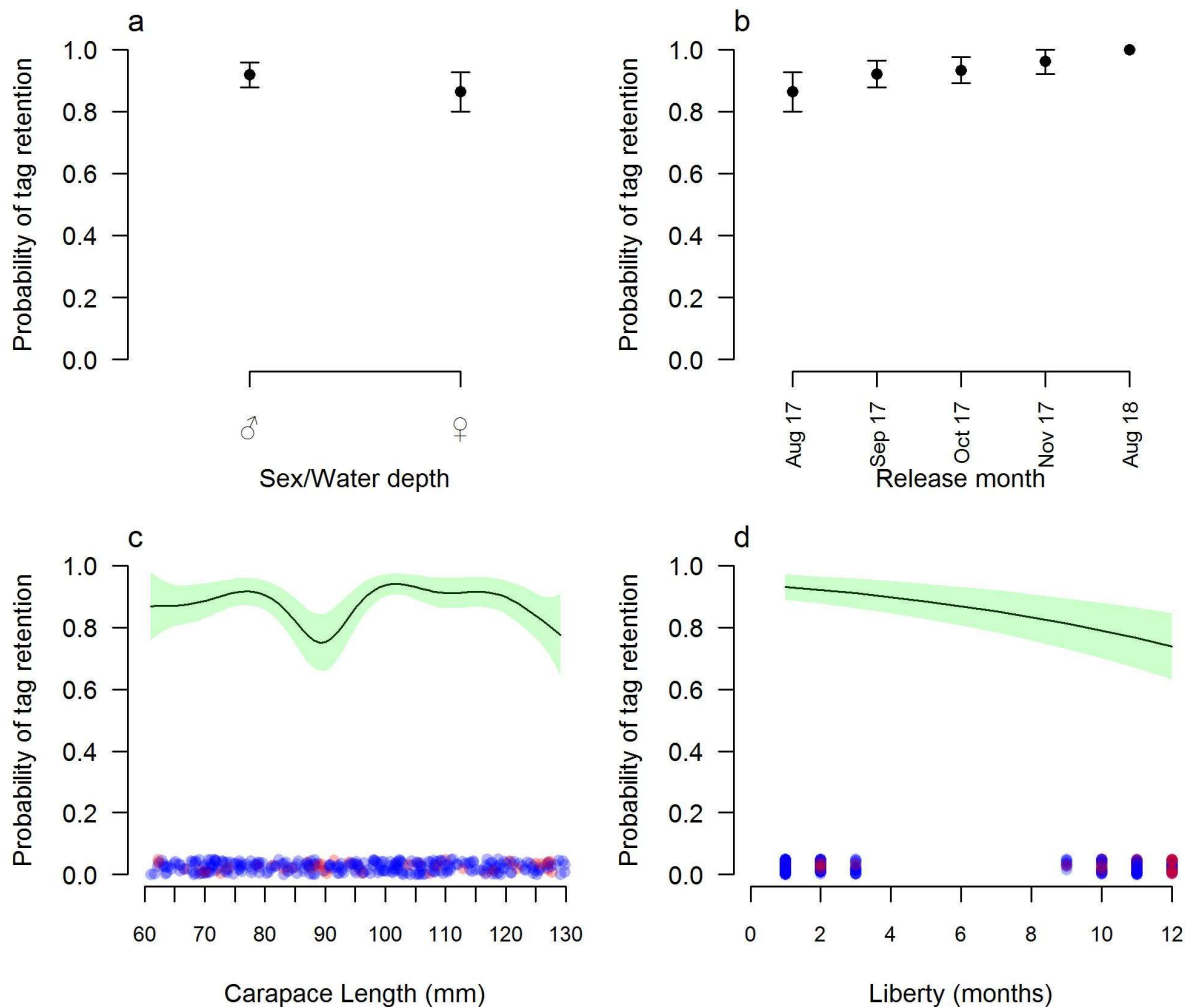 a
Probability of tag retention
1.0
0.8
0.6
0.4
0.2
0.0
♂ ♀
Sex/Water depth
b
Probability of tag retention
1.0
0.8
0.6
0.4
0.2
0.0
Aug 17
Sep 17
Oct 17
Nov 17
Aug 18
Release month
c
Probability of tag retention
1.0
0.8
0.6
0.4
0.2
0.0
60 70 80 90 100 110 120 130
Carapace Length (mm)
d
Probability of tag retention
1.0
0.8
0.6
0.4
0.2
0.0
0 2 4 6 8 10 12
Liberty (months)